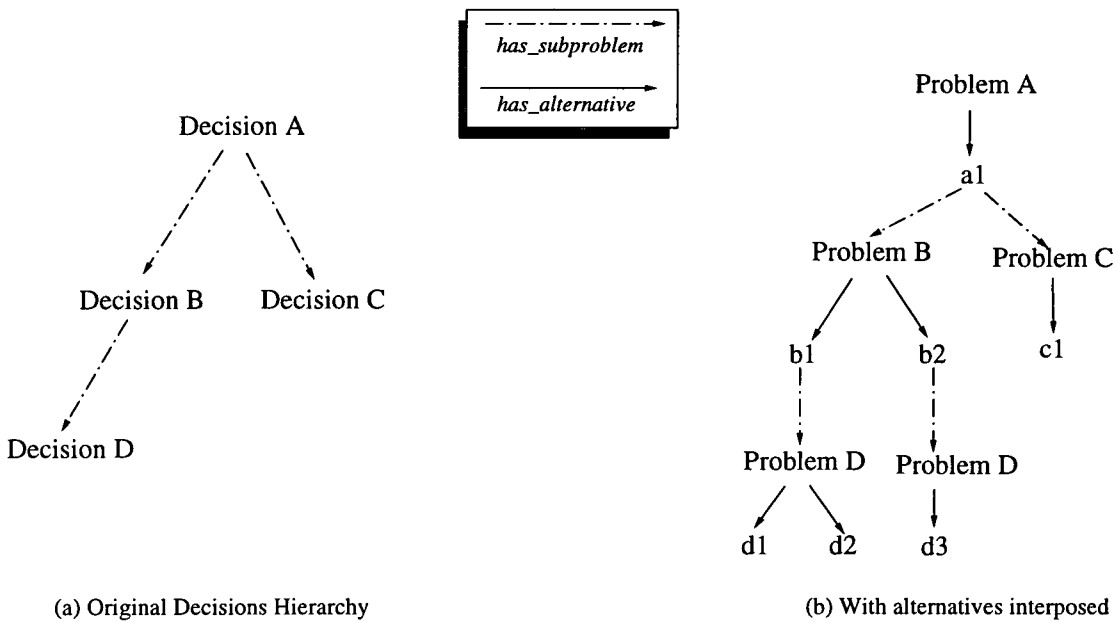 has_subproblem
has_alternative
Decision A
Decision B
Decision C
Decision D
(a) Original Decisions Hierarchy
Problem A
a1
Problem B
Problem C
b1
b2
c1
Problem D
Problem D
d1
d2
d3
(b) With alternatives interposed